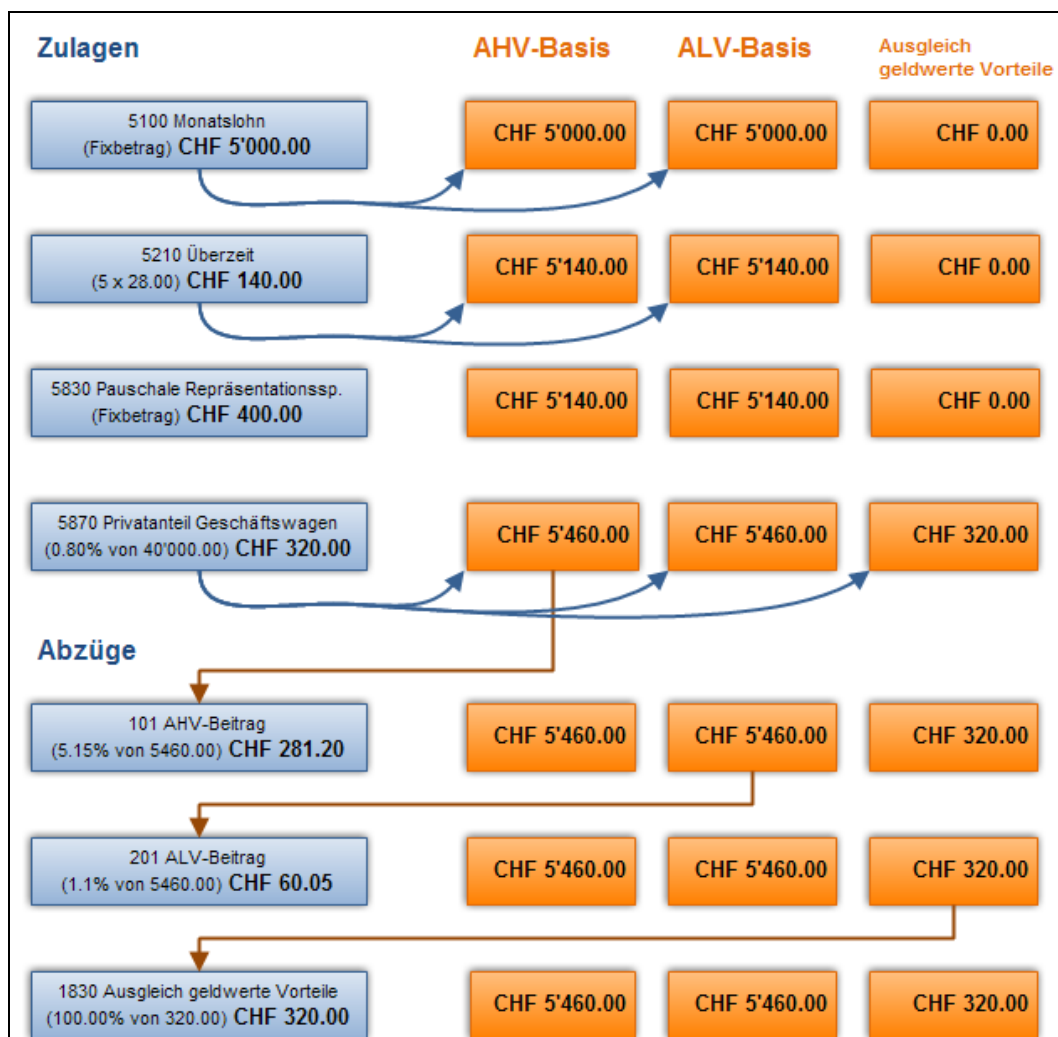 Zulagen
AHV-Basis
ALV-Basis
Ausgleich
geldwerte Vorteile
5100 Monatslohn
(Fixbetrag) CHF 5'000.00
CHF 5'000.00
CHF 5'000.00
CHF 0.00
5210 Überzeit
(5 x 28.00) CHF 140.00
CHF 5'140.00
CHF 5'140.00
CHF 0.00
5830 Pauschale Repräsentationssp.
(Fixbetrag) CHF 400.00
CHF 5'140.00
CHF 5'140.00
CHF 0.00
5870 Privatanteil Geschäftswagen
(0.80% von 40'000.00) CHF 320.00
CHF 5'460.00
CHF 5'460.00
CHF 320.00
Abzüge
101 AHV-Beitrag
(5.15% von 5460.00) CHF 281.20
CHF 5'460.00
CHF 5'460.00
CHF 320.00
201 ALV-Beitrag
(1.1% von 5460.00) CHF 60.05
CHF 5'460.00
CHF 5'460.00
CHF 320.00
1830 Ausgleich geldwerte Vorteile
(100.00% von 320.00) CHF 320.00
CHF 5'460.00
CHF 5'460.00
CHF 320.00